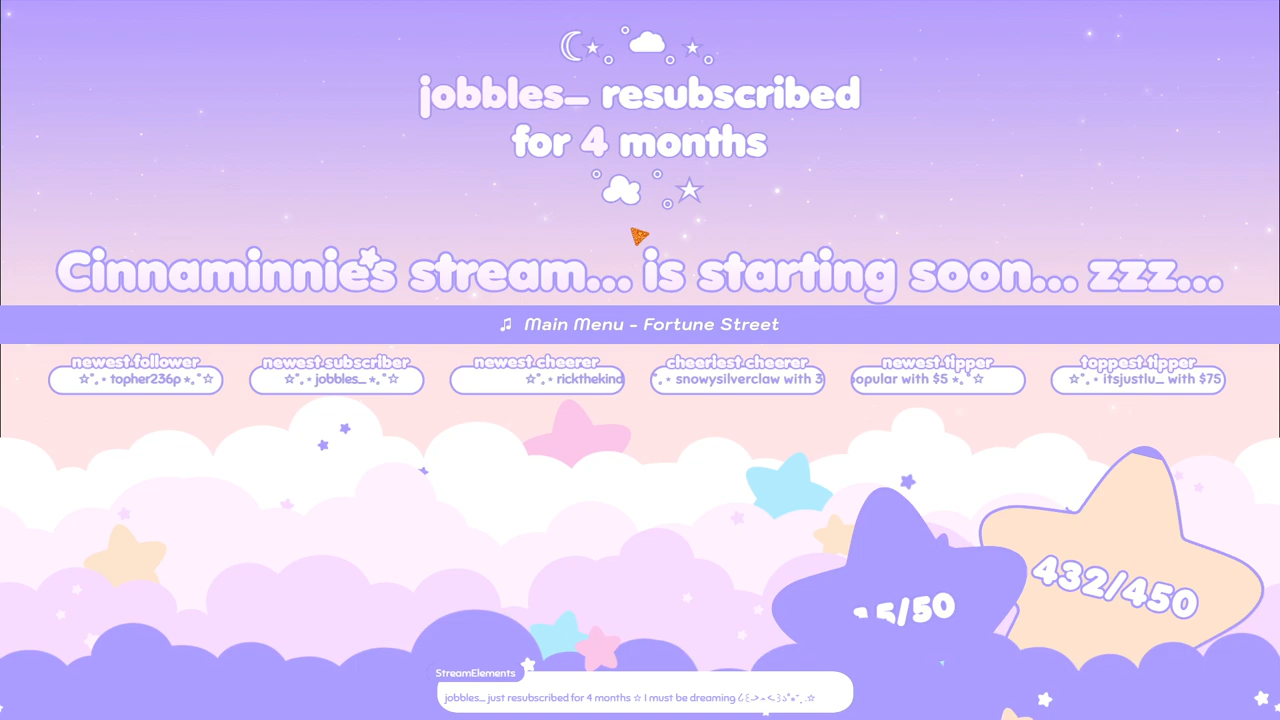 jobbles_ resubscribed
for 4 months
Cinnaminnie's stream... is starting soon... zzz...
♫ Main Menu - Fortune Street
newest follower
☆*. ⋆ topher236p ⋆.*☆
newest subscriber
☆*. ⋆ jobbles_ ⋆.*☆
newest cheerer
☆*. ⋆ rickthekind
cheeriest cheerer
*. ⋆ snowysilverclaw with 3
newest tipper
opular with $5 ⋆.*☆
toppest tipper
☆*. ⋆ itsjustlu_ with $75
432/450
5/50
StreamElements
jobbles_ just resubscribed for 4 months ☆ I must be dreaming